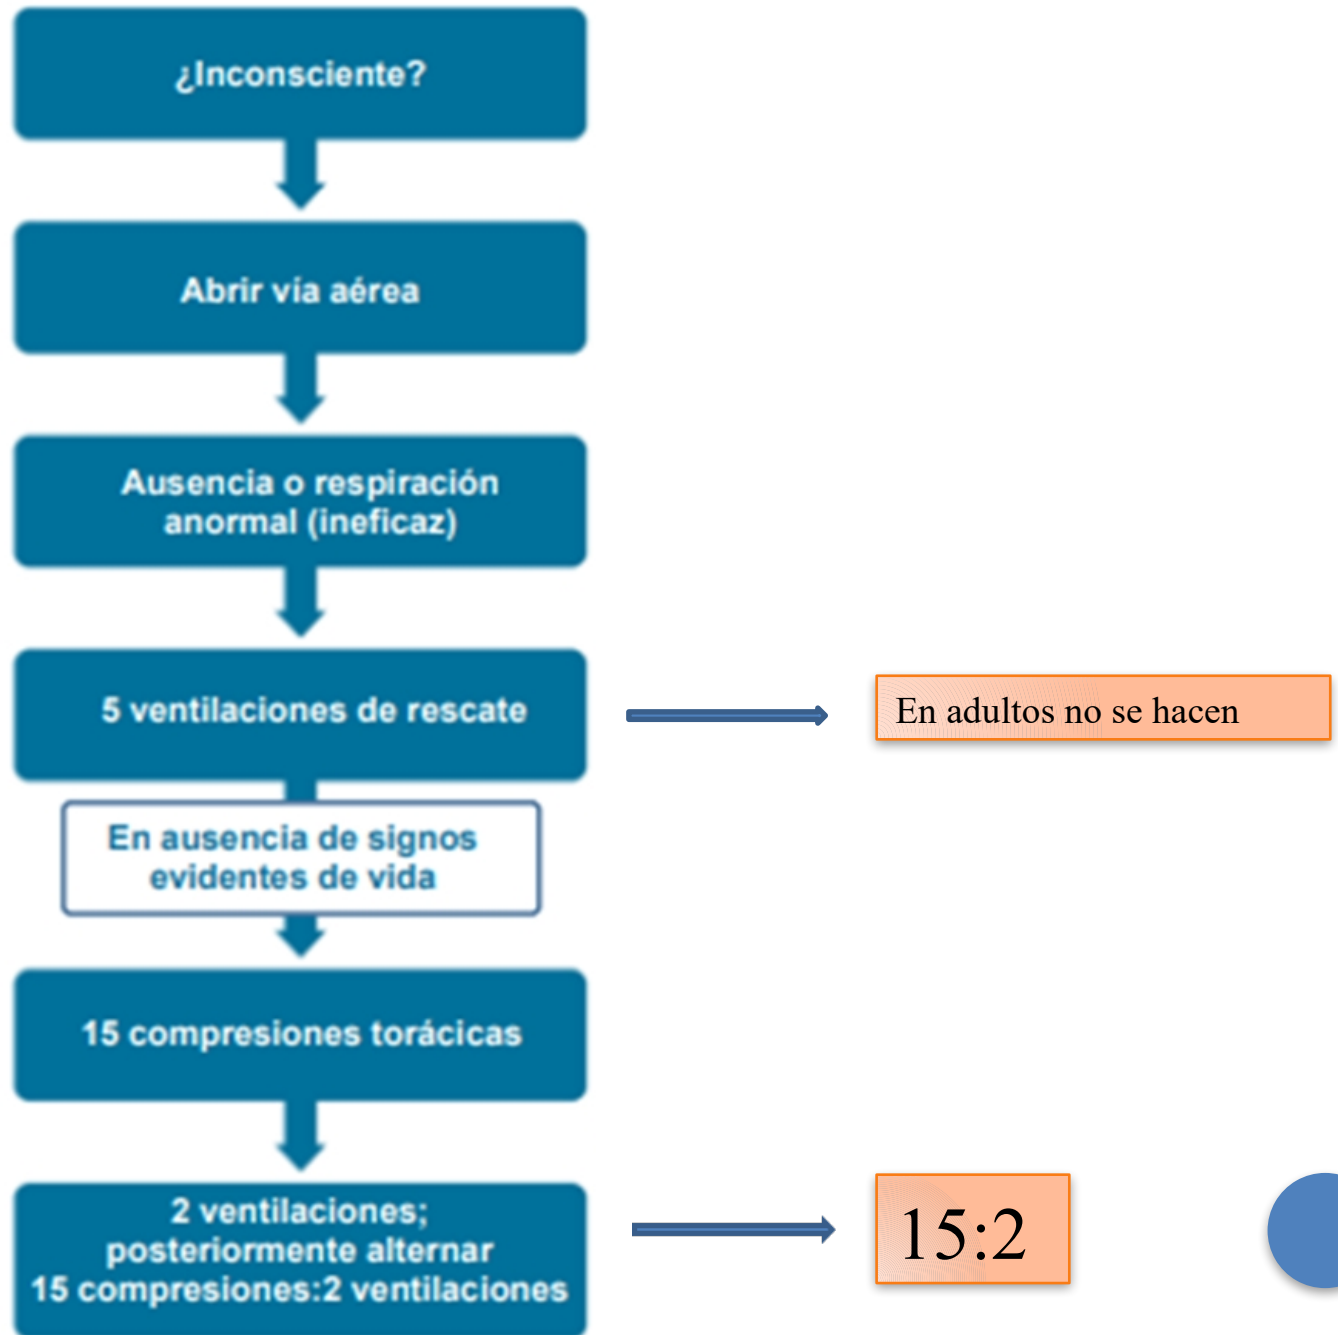 ¿Inconsciente?
Abrir vía aérea
Ausencia o respiración
anormal (ineficaz)
5 ventilaciones de rescate
En adultos no se hacen
En ausencia de signos
evidentes de vida
15 compresiones torácicas
2 ventilaciones;
posteriormente alternar
15 compresiones:2 ventilaciones
15:2